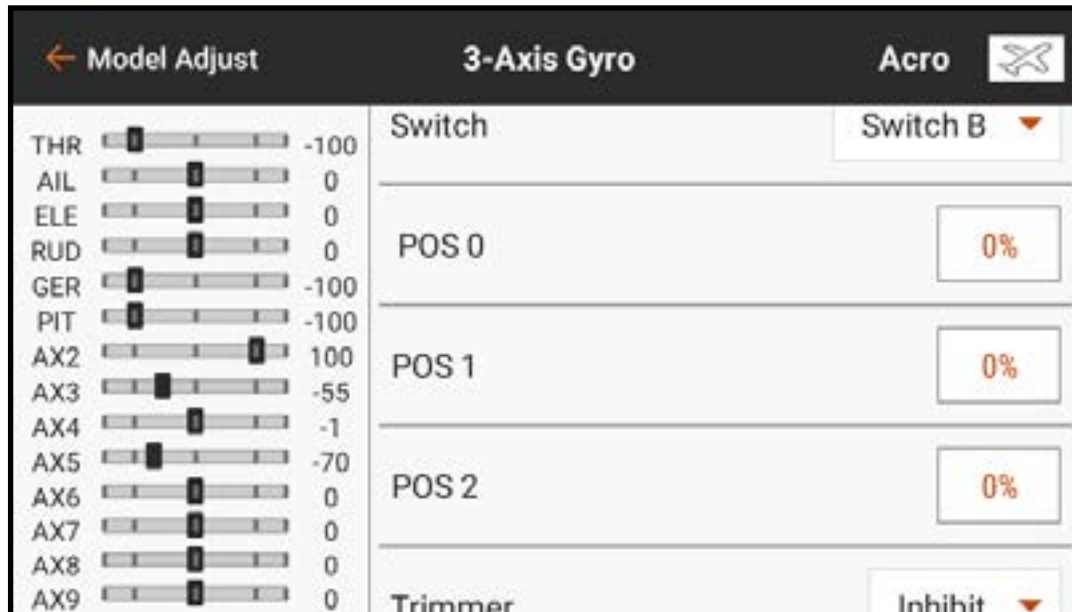 Model Adjust
3-Axis Gyro
Acro
THR -100
AIL 0
ELE 0
RUD 0
GER -100
PIT -100
AX2 100
AX3 -55
AX4 -1
AX5 -70
AX6 0
AX7 0
AX8 0
AX9 0
Switch
Switch B
POS 0
0%
POS 1
0%
POS 2
0%
Trimmer
Inhibit